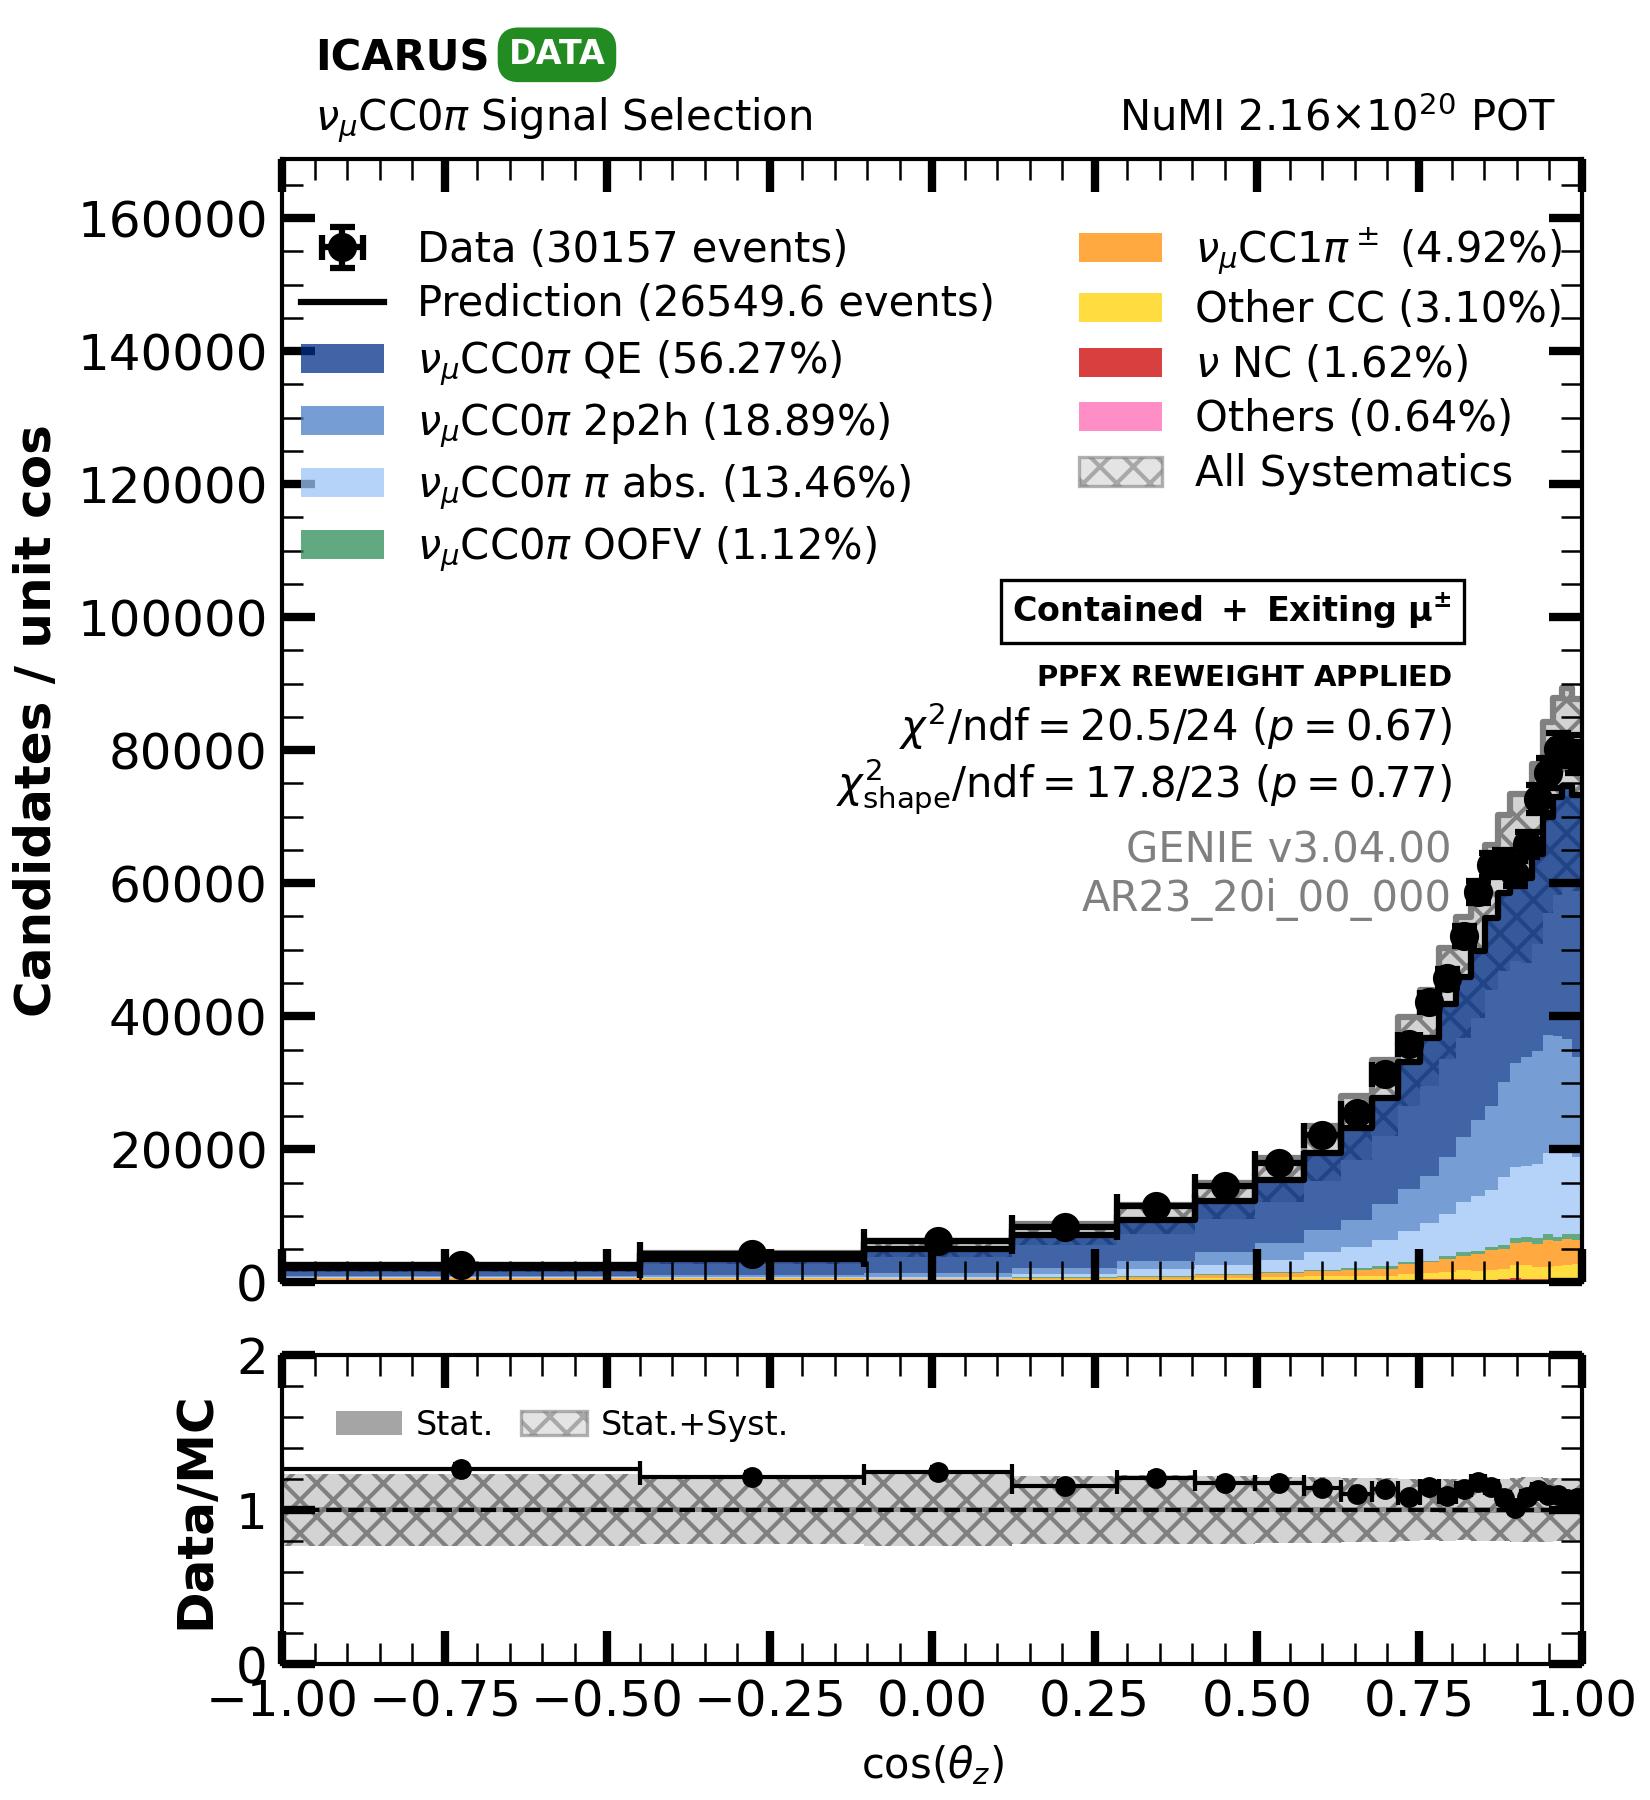 ICARUS DATA
νμCC0π Signal Selection
NuMI 2.16×10²⁰ POT
Candidates / unit cos
160000
140000
120000
100000
80000
60000
40000
20000
0
Data (30157 events)
Prediction (26549.6 events)
νμCC0π QE (56.27%)
νμCC0π 2p2h (18.89%)
νμCC0π π abs. (13.46%)
νμCC0π OOFV (1.12%)
νμCC1π± (4.92%)
Other CC (3.10%)
ν NC (1.62%)
Others (0.64%)
All Systematics
Contained + Exiting μ±
PPFX REWEIGHT APPLIED
χ²/ndf = 20.5/24 (p = 0.67)
χ²shape/ndf = 17.8/23 (p = 0.77)
GENIE v3.04.00
AR23_20i_00_000
Data/MC
2
1
0
Stat. Stat.+Syst.
−1.00 −0.75 −0.50 −0.25 0.00 0.25 0.50 0.75 1.00
cos(θz)